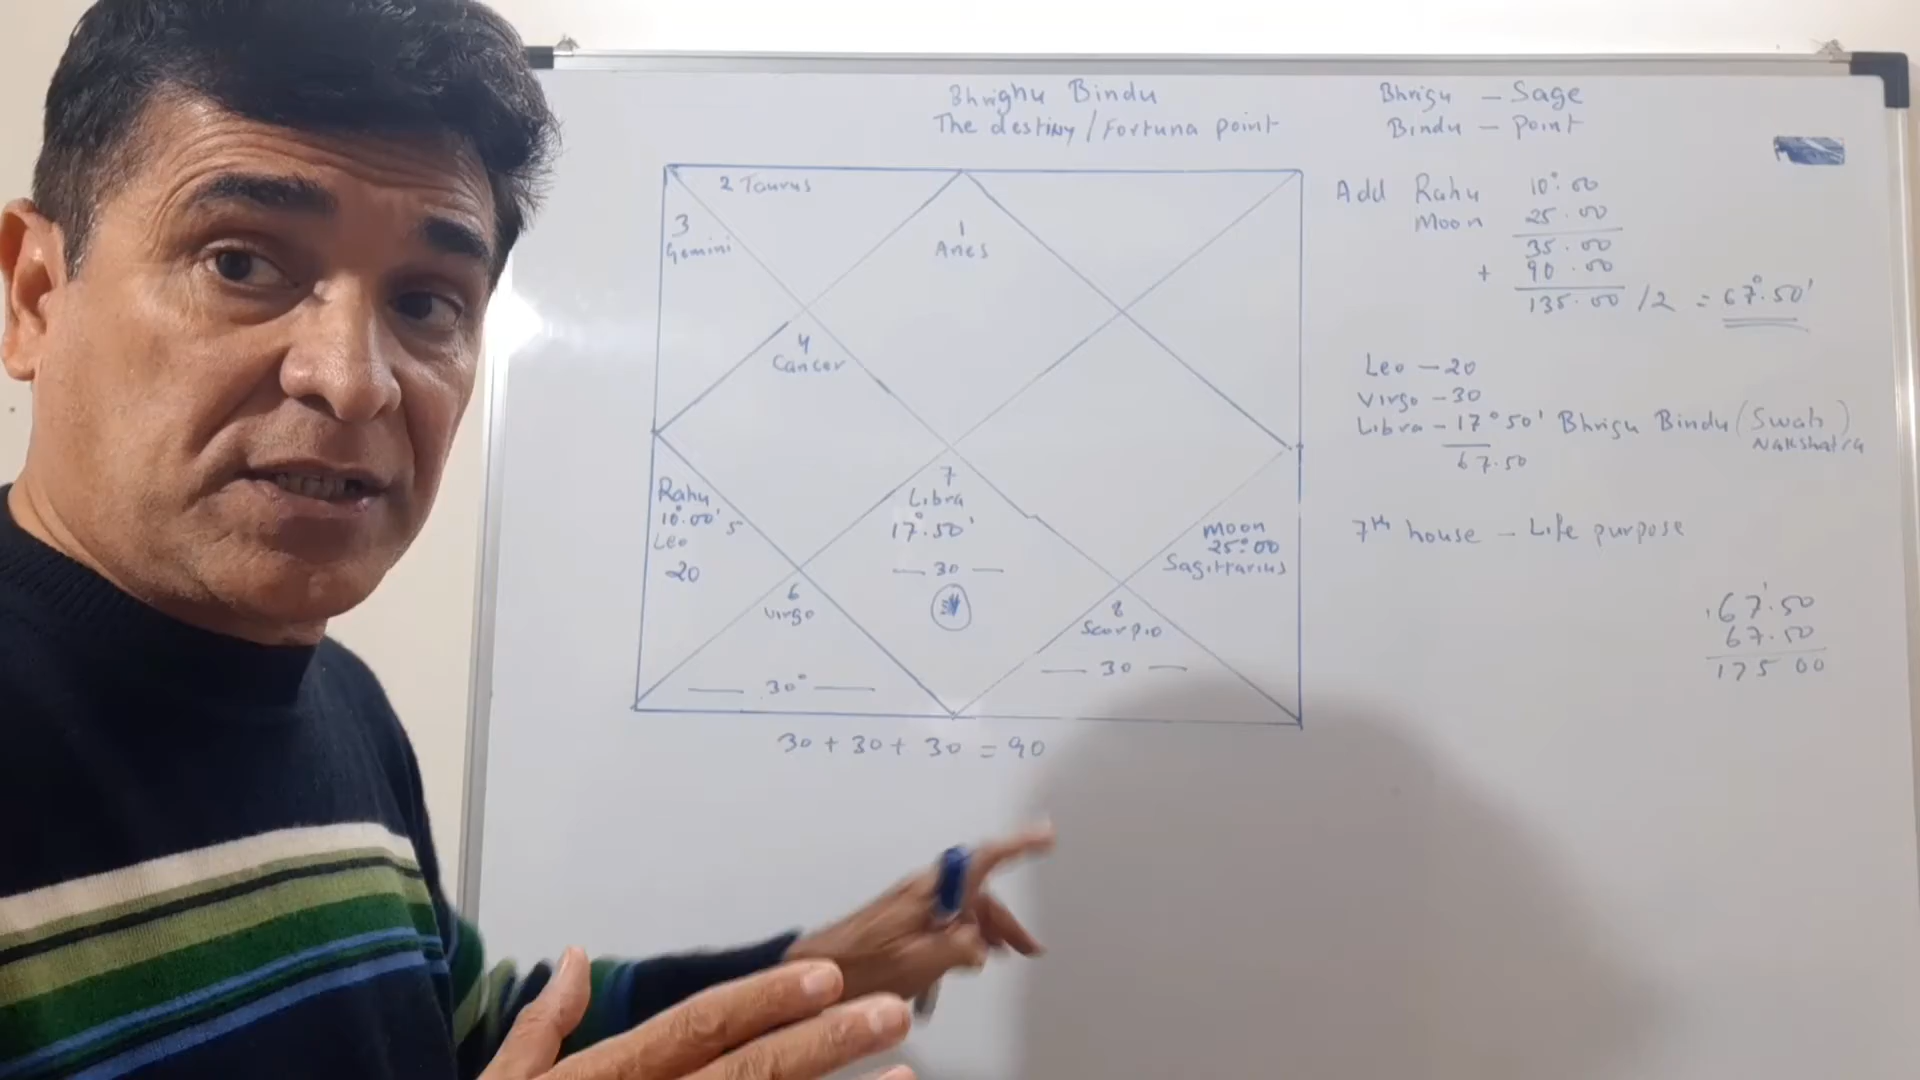 Bhrighu Bindu
The destiny/Fortuna point
Bhrigu - Sage
Bindu - Point
2 Taurus
3
Gemini
1
Aries
4
Cancer
Rahu
10°.00' 5
Leo
20
6
Virgo
30°
7
Libra
17°.50'
30
8
Scorpio
30
Moon
25°.00
Sagittarius
30 + 30 + 30 = 90
Add Rahu 10°.00
Moon 25.00
35.00
+ 90.00
135.00 /2 = 67°.50'
Leo - 20
Virgo - 30
Libra - 17°50' Bhrigu Bindu (Swati)
Nakshatra
67.50
7th house - Life purpose
67.50
67.50
175 00